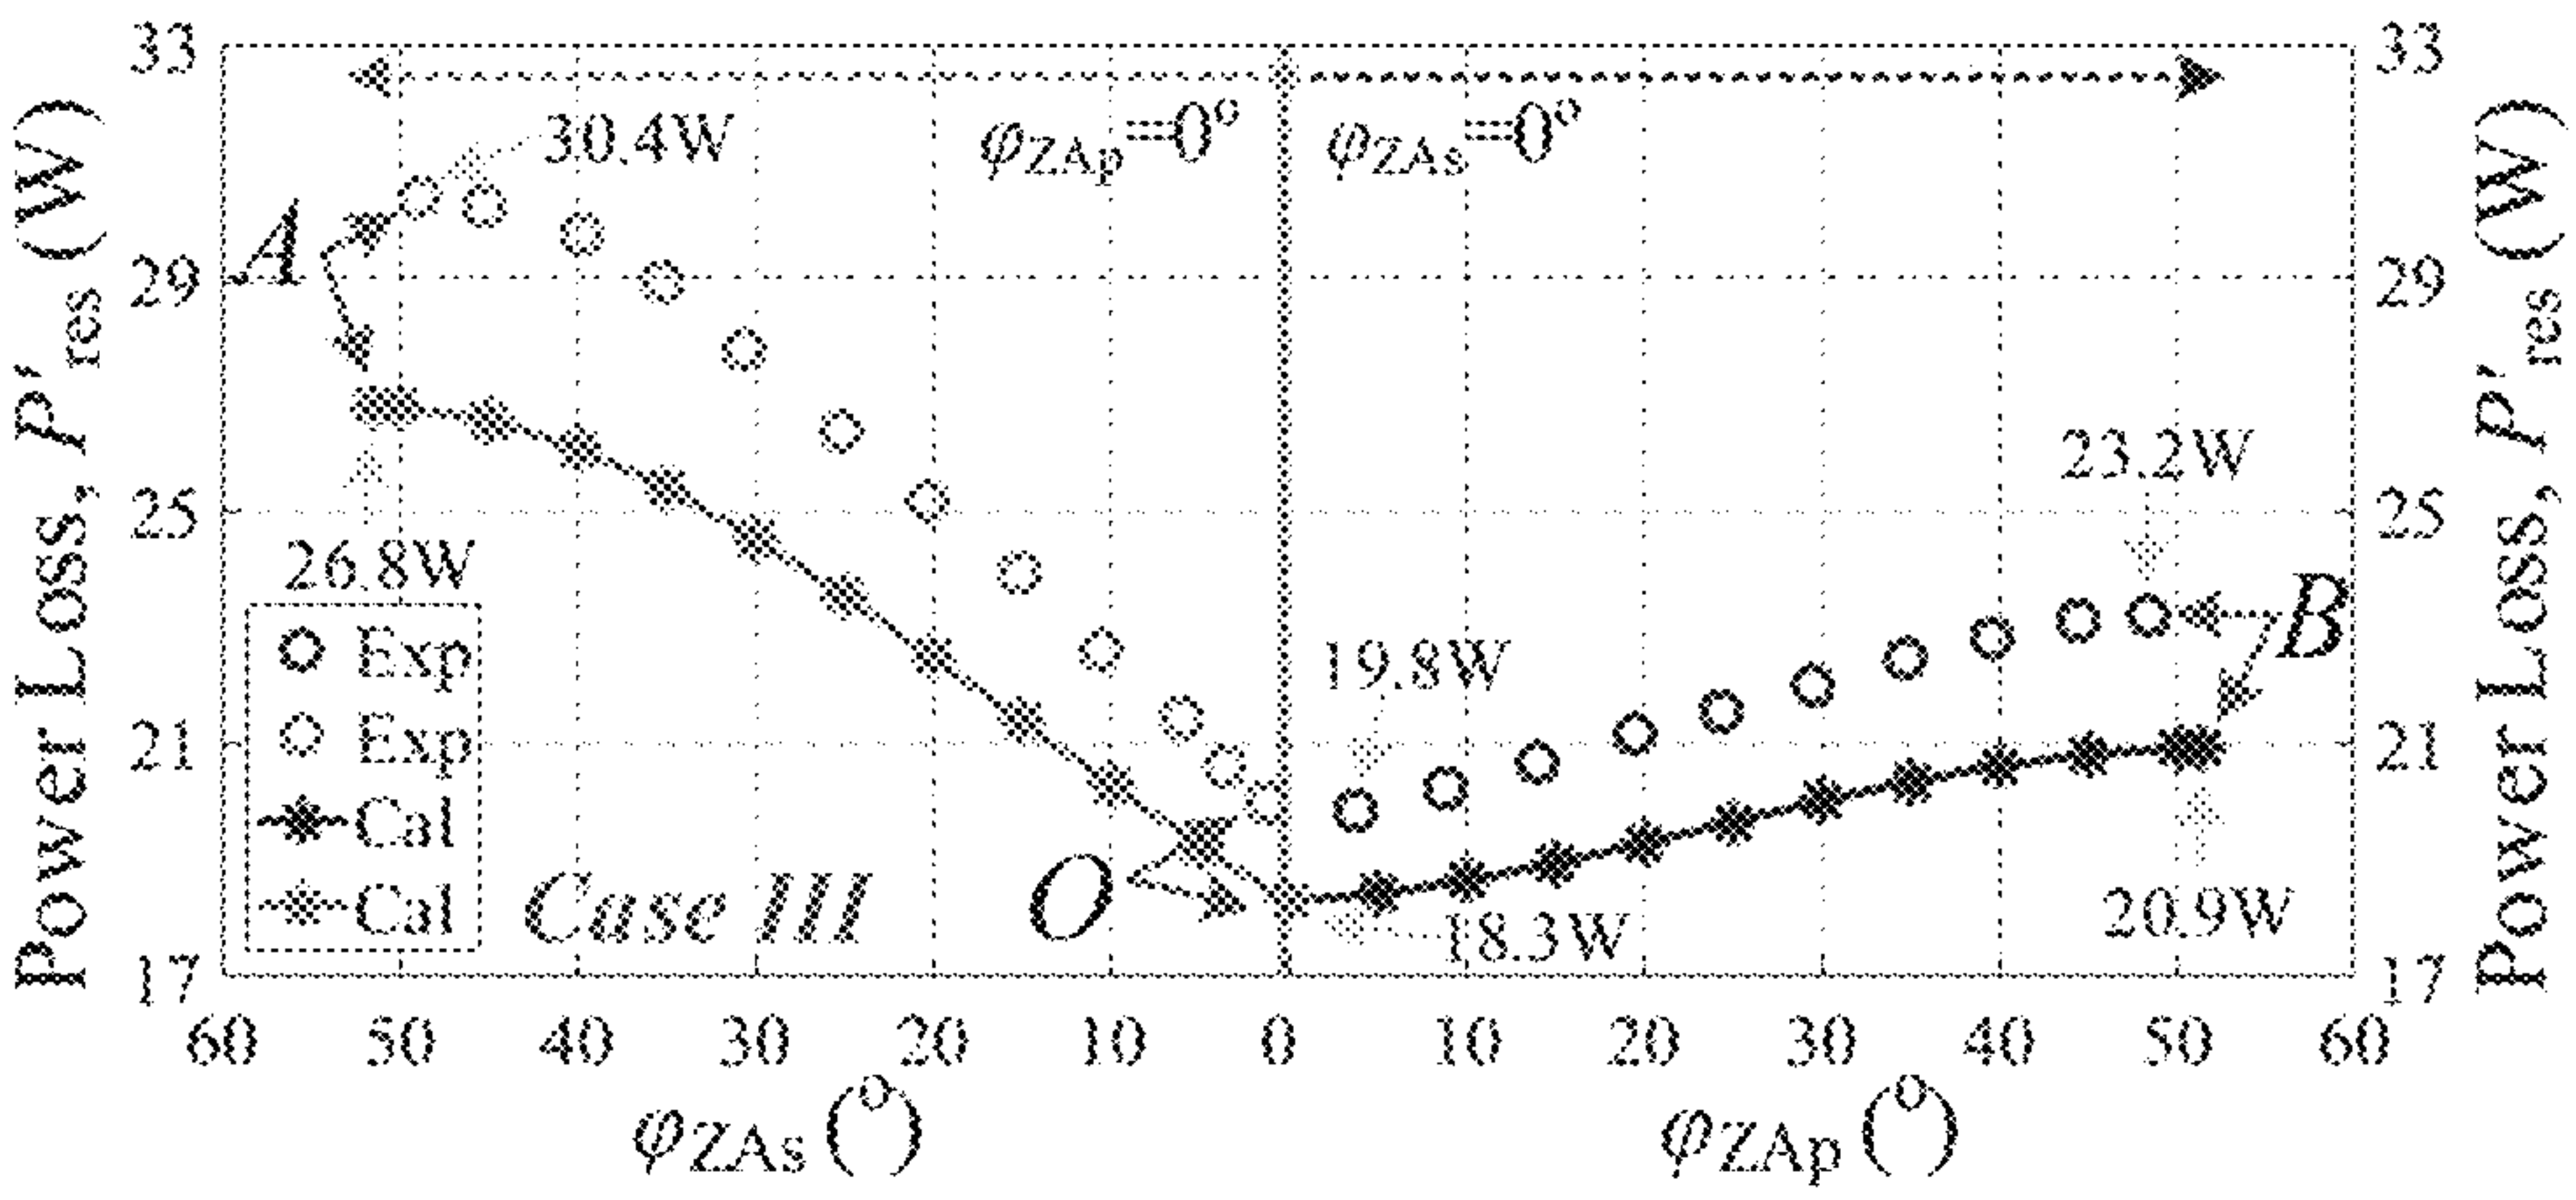 33
33
φZAp=0°
φZAs=0°
30.4W
A
29
29
23.2W
25
25
26.8W
B
Exp
19.8W
Exp
21
21
Cal
Cal
Case III
O
18.3W
20.9W
17
17
60 50 40 30 20 10 0 10 20 30 40 50 60
φZAs (°)
φZAp (°)
Power Loss, P′res (W)
Power Loss, P′res (W)